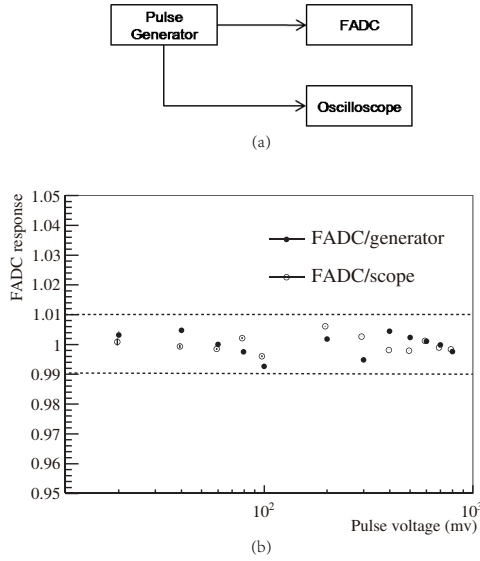 Pulse
Generator
FADC
Oscilloscope
(a)
FADC response
1.05
1.04
1.03
1.02
1.01
1
0.99
0.98
0.97
0.96
0.95
FADC/generator
FADC/scope
10²
10³
Pulse voltage (mv)
(b)